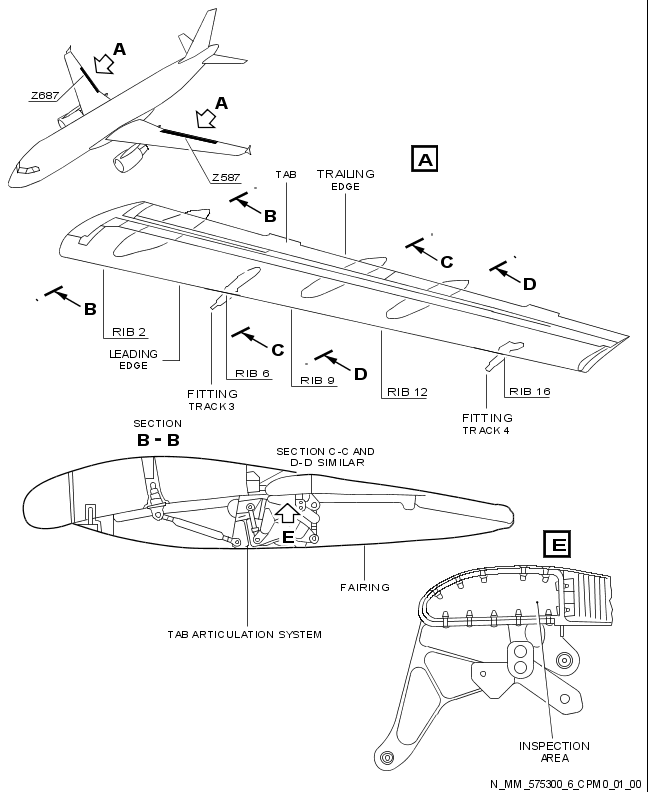 A
Z687
A
Z587
A
TAB
TRAILING
EDGE
B
C
D
B
RIB 2
LEADING
EDGE
C
RIB 6
D
RIB 9
RIB 12
RIB 16
FITTING
TRACK 3
FITTING
TRACK 4
SECTION
B - B
SECTION C-C AND
D-D SIMILAR
E
E
FAIRING
TAB ARTICULATION SYSTEM
INSPECTION
AREA
N_MM_575300_6_CPM0_01_00